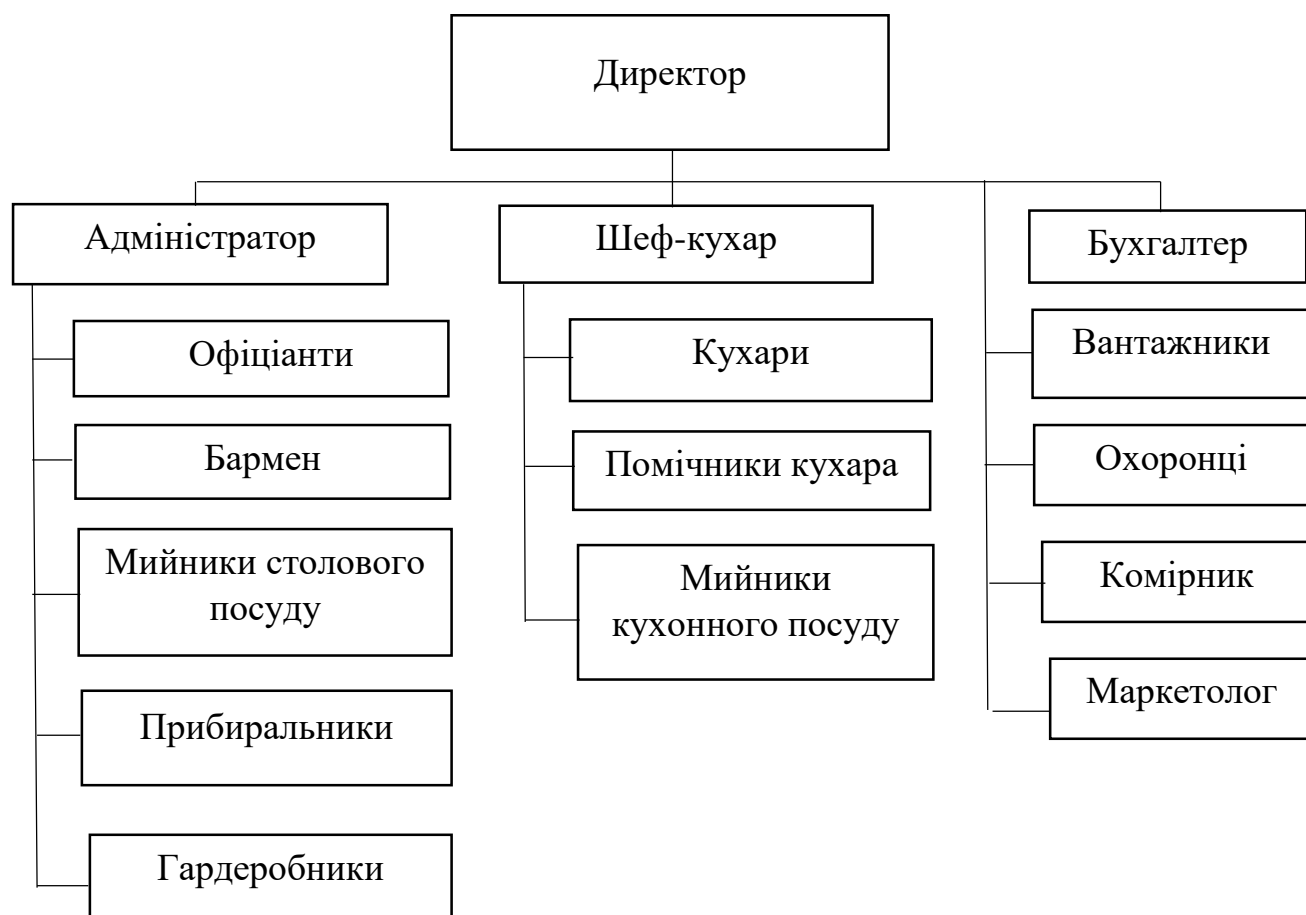 Директор
Адміністратор
Шеф-кухар
Бухгалтер
Офіціанти
Кухари
Вантажники
Бармен
Помічники кухара
Охоронці
Мийники столового
посуду
Мийники
кухонного посуду
Комірник
Прибиральники
Маркетолог
Гардеробники